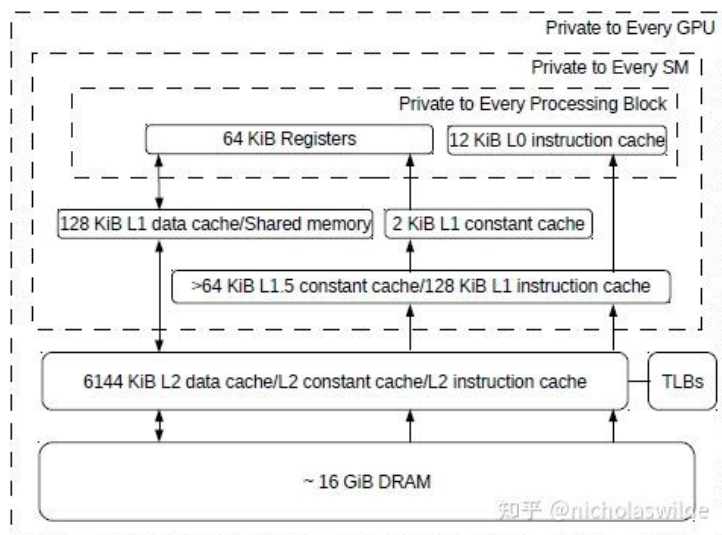 Private to Every GPU
Private to Every SM
Private to Every Processing Block
64 KiB Registers
12 KiB L0 instruction cache
128 KiB L1 data cache/Shared memory
2 KiB L1 constant cache
>64 KiB L1.5 constant cache/128 KiB L1 instruction cache
6144 KiB L2 data cache/L2 constant cache/L2 instruction cache
TLBs
~ 16 GiB DRAM
知乎 @nicholaswilde